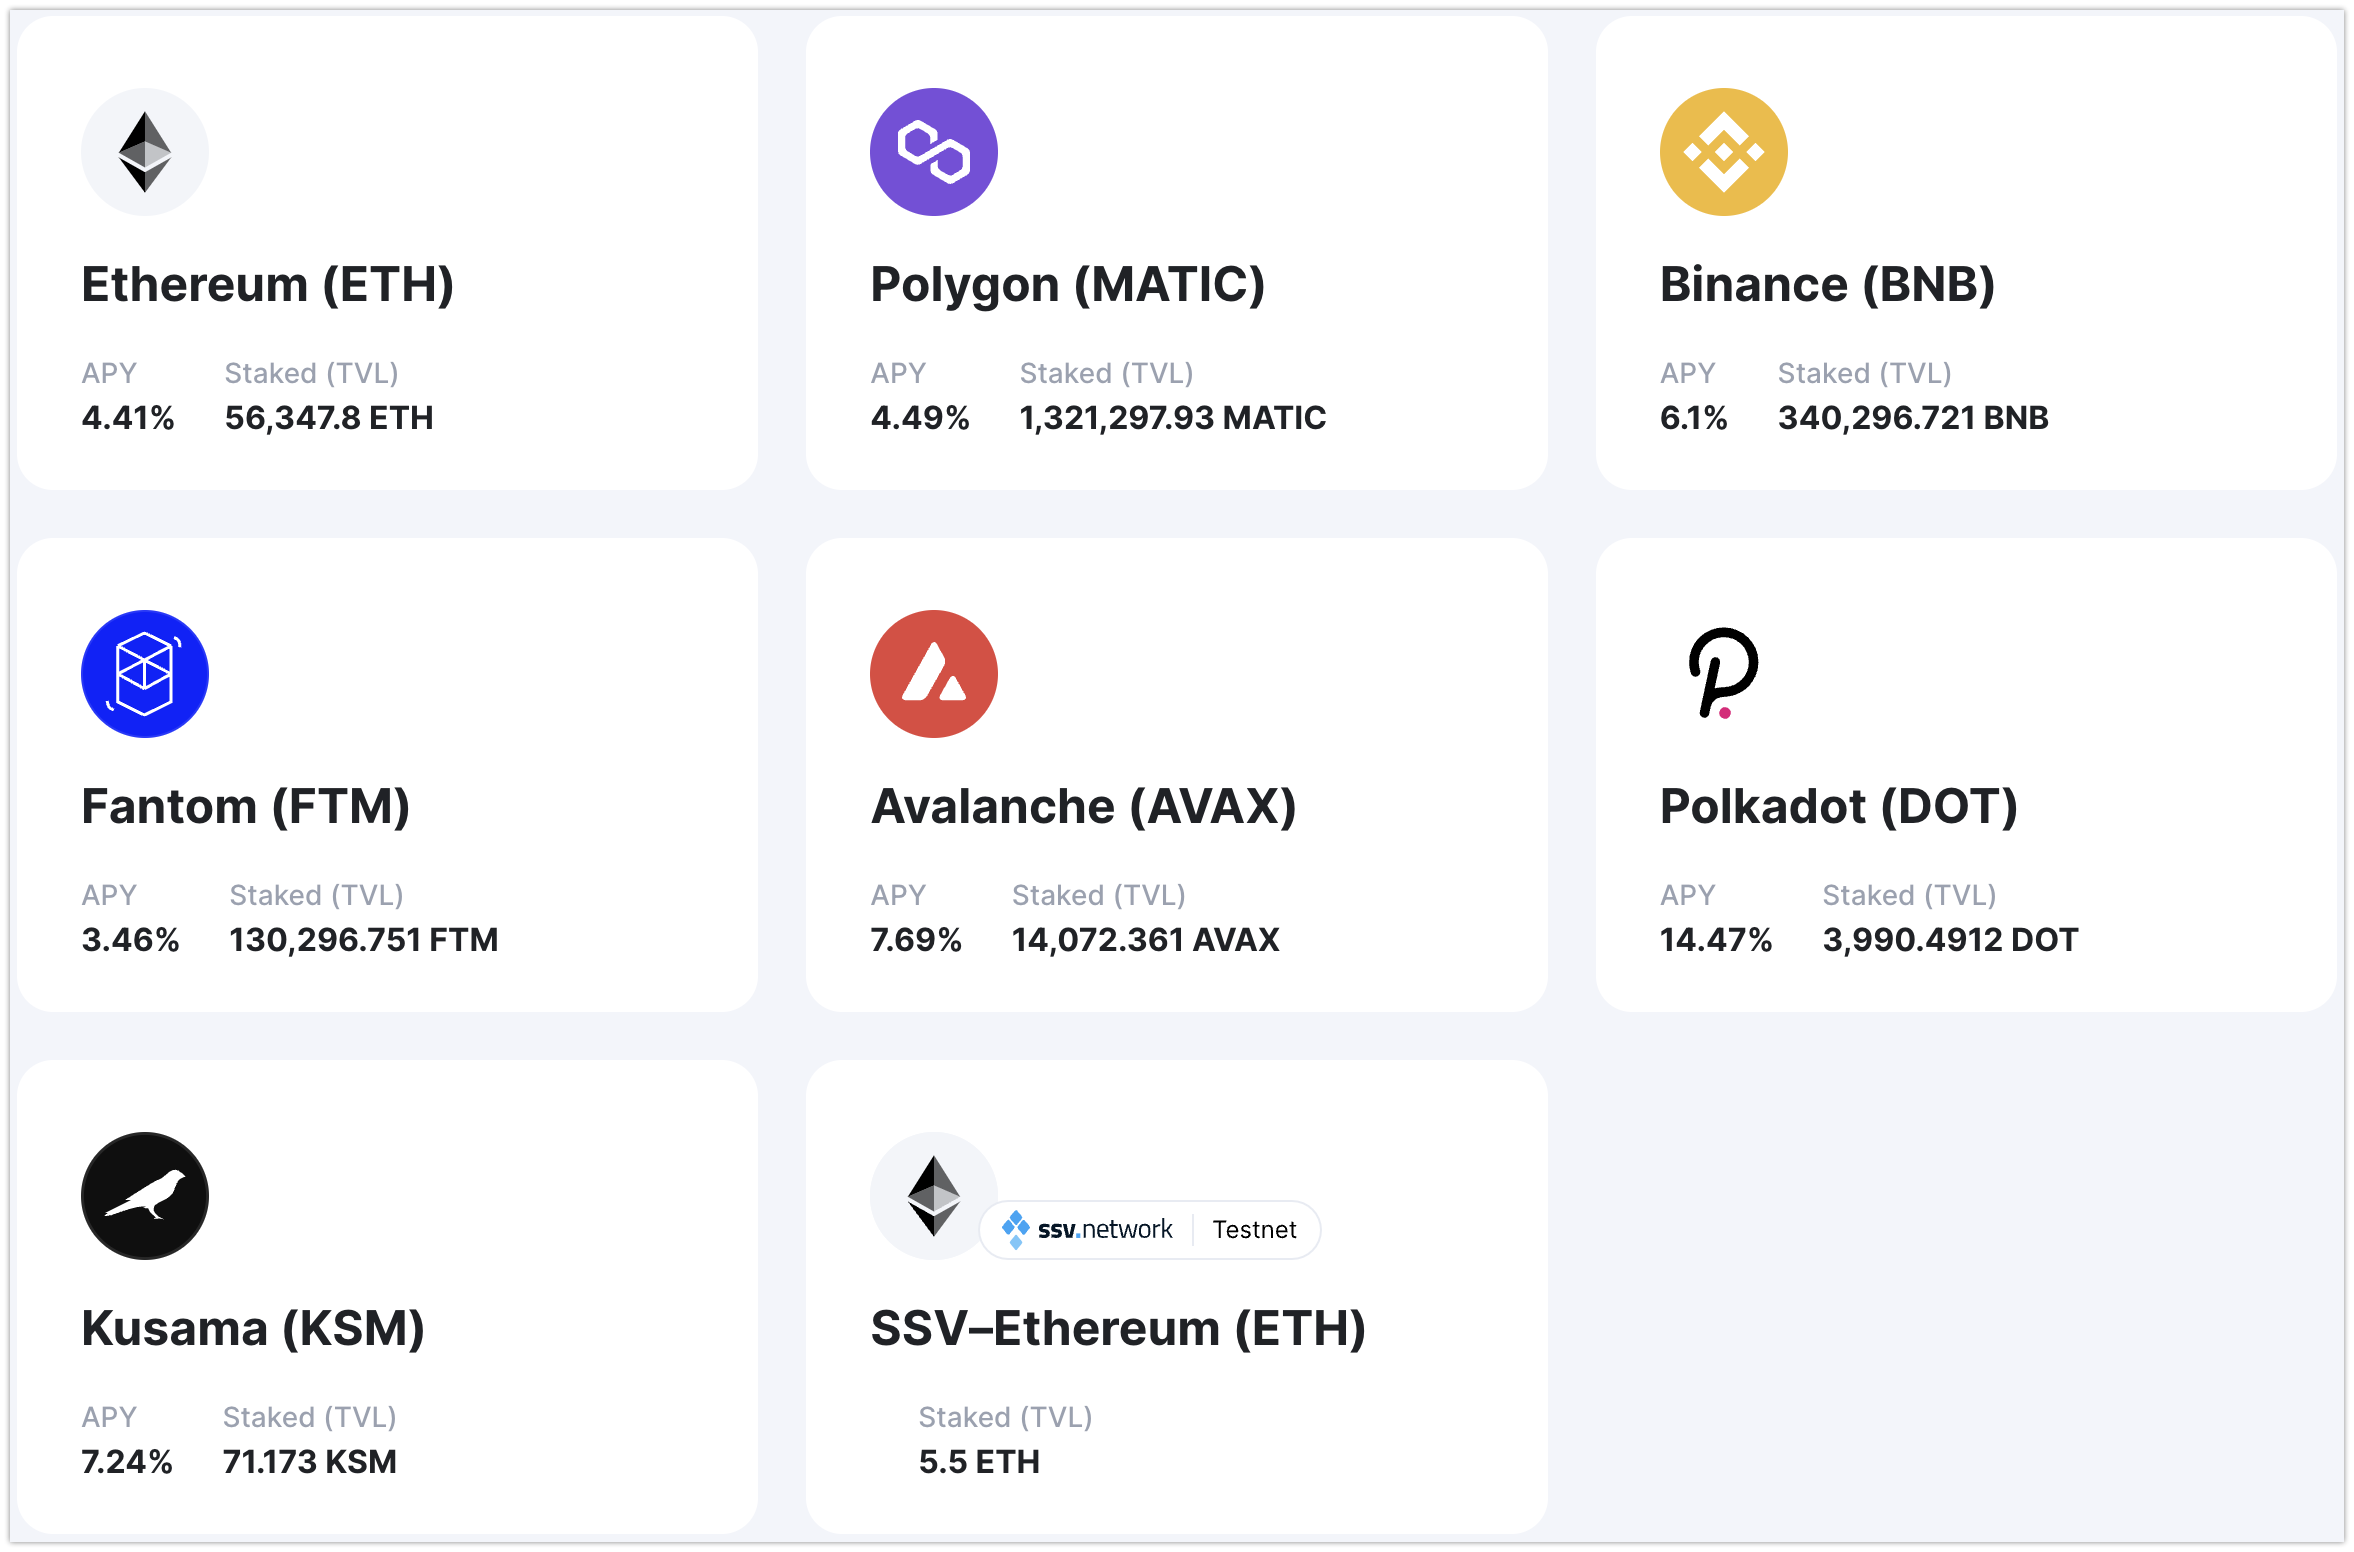 Ethereum (ETH)
APY
Staked (TVL)
4.41%
56,347.8 ETH
Polygon (MATIC)
APY
Staked (TVL)
4.49%
1,321,297.93 MATIC
Binance (BNB)
APY
Staked (TVL)
6.1%
340,296.721 BNB
Fantom (FTM)
APY
Staked (TVL)
3.46%
130,296.751 FTM
Avalanche (AVAX)
APY
Staked (TVL)
7.69%
14,072.361 AVAX
Polkadot (DOT)
APY
Staked (TVL)
14.47%
3,990.4912 DOT
Kusama (KSM)
APY
Staked (TVL)
7.24%
71.173 KSM
ssv.network
Testnet
SSV–Ethereum (ETH)
Staked (TVL)
5.5 ETH